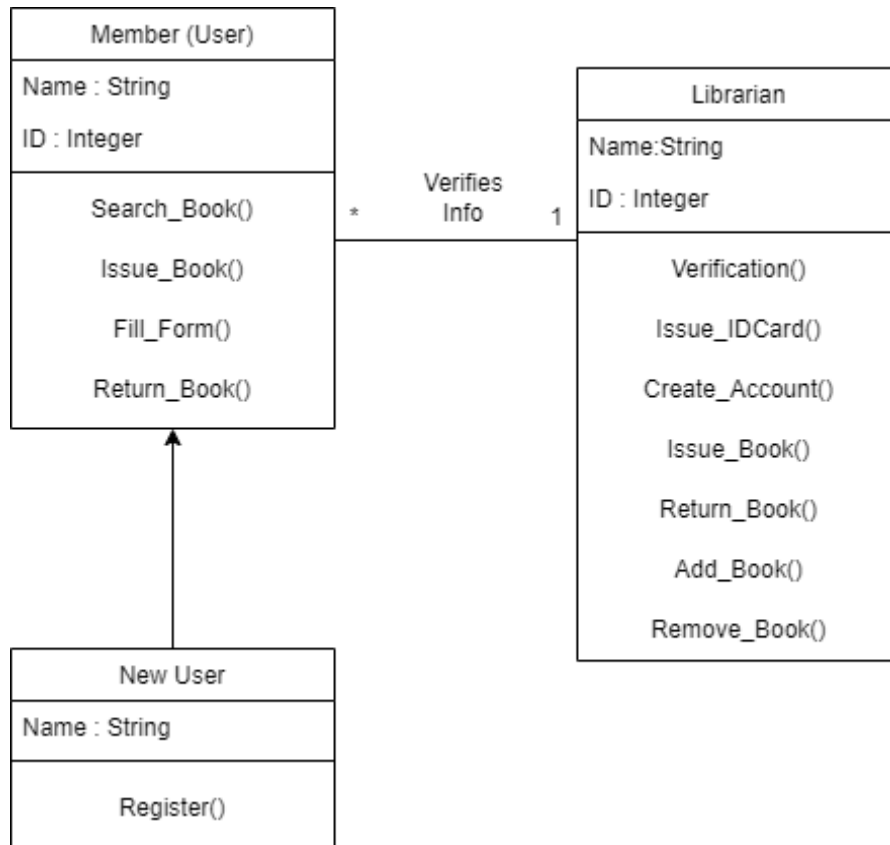 Member (User)
Name : String
ID : Integer
Search_Book()
Issue_Book()
Fill_Form()
Return_Book()
*
Verifies
Info
1
Librarian
Name:String
ID : Integer
Verification()
Issue_IDCard()
Create_Account()
Issue_Book()
Return_Book()
Add_Book()
Remove_Book()
New User
Name : String
Register()